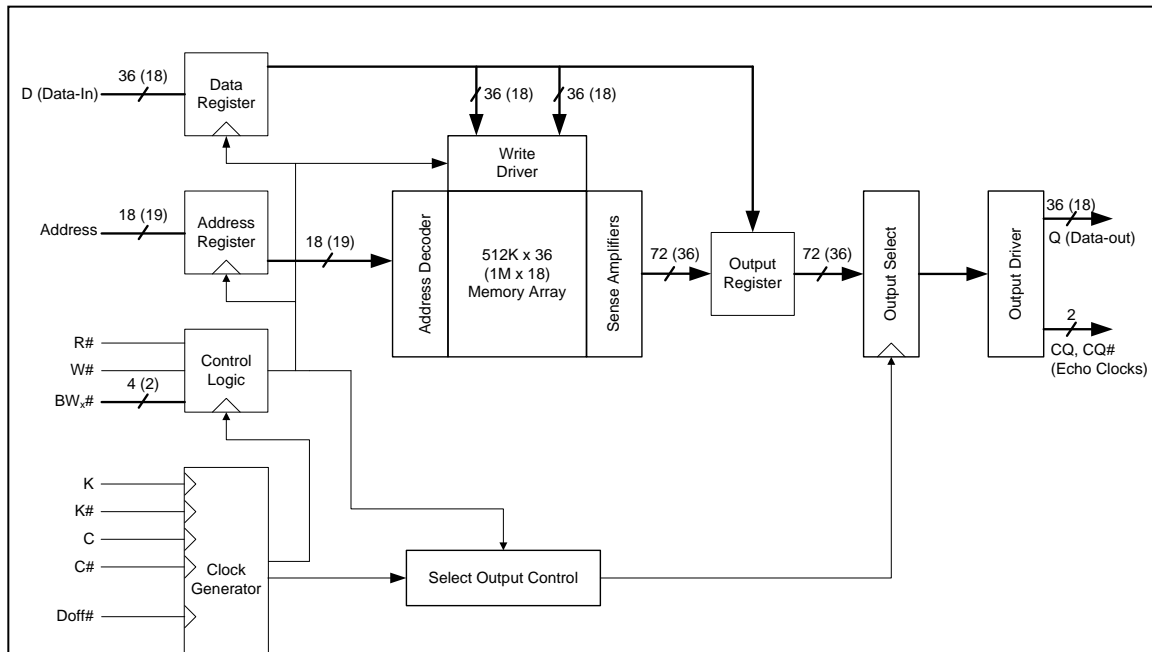 36 (18)
D (Data-In)
Data
Register
36 (18)
36 (18)
Write
Driver
18 (19)
Address
Address
Register
18 (19)
Address Decoder
512K x 36
(1M x 18)
Memory Array
Sense Amplifiers
72 (36)
Output
Register
72 (36)
Output Select
Output Driver
36 (18)
Q (Data-out)
2
CQ, CQ#
(Echo Clocks)
R#
W#
4 (2)
BWₓ#
Control
Logic
K
K#
C
C#
Doff#
Clock
Generator
Select Output Control